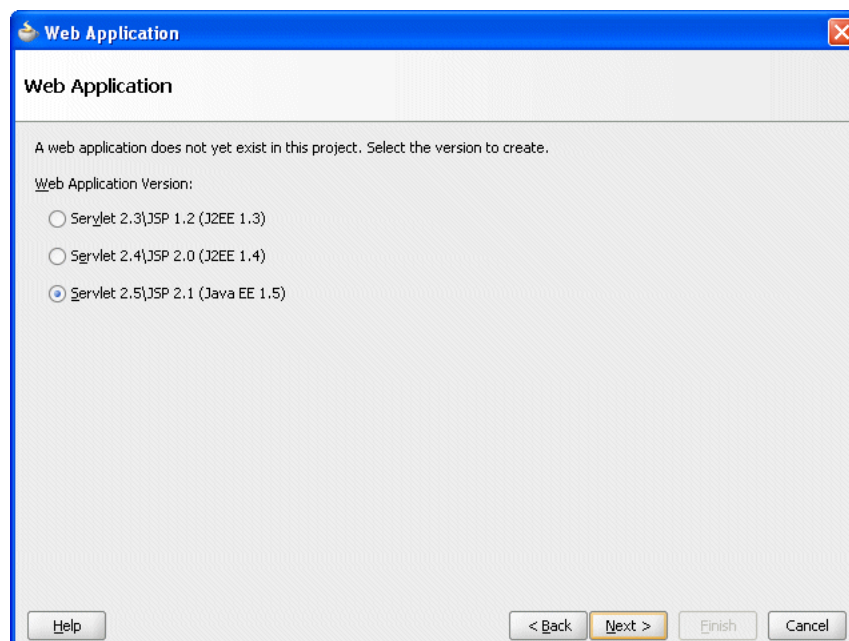 Web Application
Web Application
A web application does not yet exist in this project. Select the version to create.
Web Application Version:
Servlet 2.3\JSP 1.2 (J2EE 1.3)
Servlet 2.4\JSP 2.0 (J2EE 1.4)
Servlet 2.5\JSP 2.1 (Java EE 1.5)
Help < Back Next > Finish Cancel